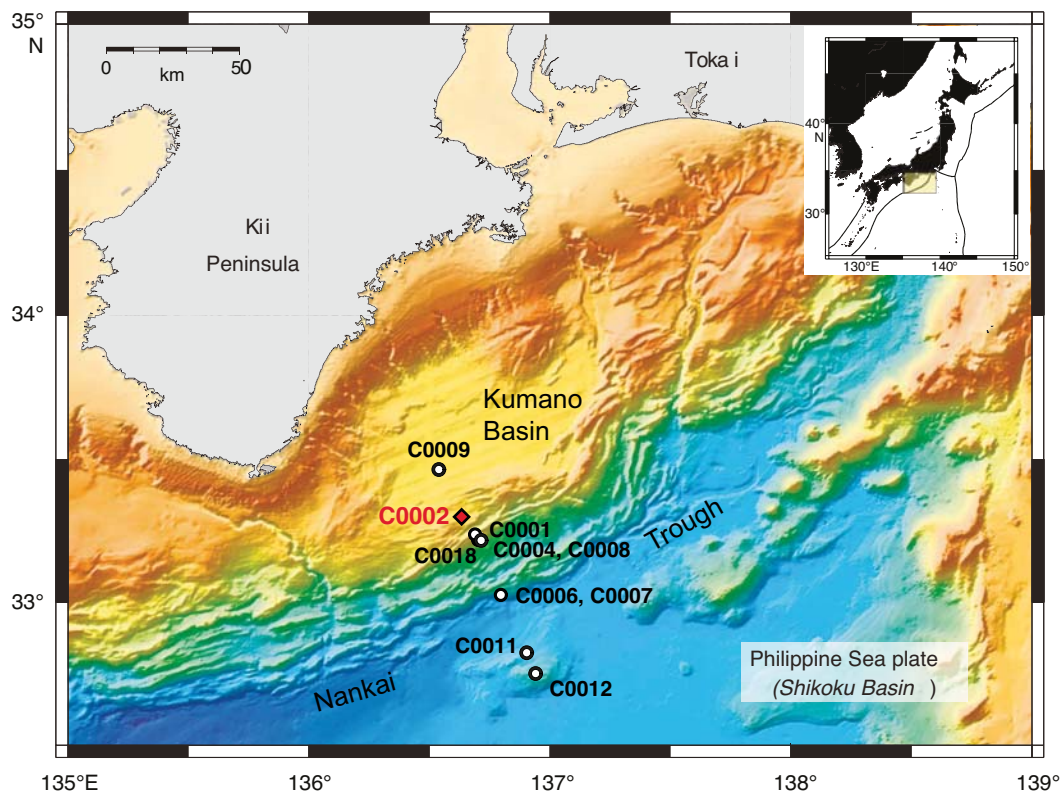 35°
N
0
50
km
Toka i
40°
N
30°
130°E
140°
150°
Kii
Peninsula
34°
Kumano
Basin
C0009
C0002
C0001
C0018
C0004, C0008
Trough
33°
C0006, C0007
C0011
C0012
Philippine Sea plate
(Shikoku Basin )
Nankai
135°E
136°
137°
138°
139°